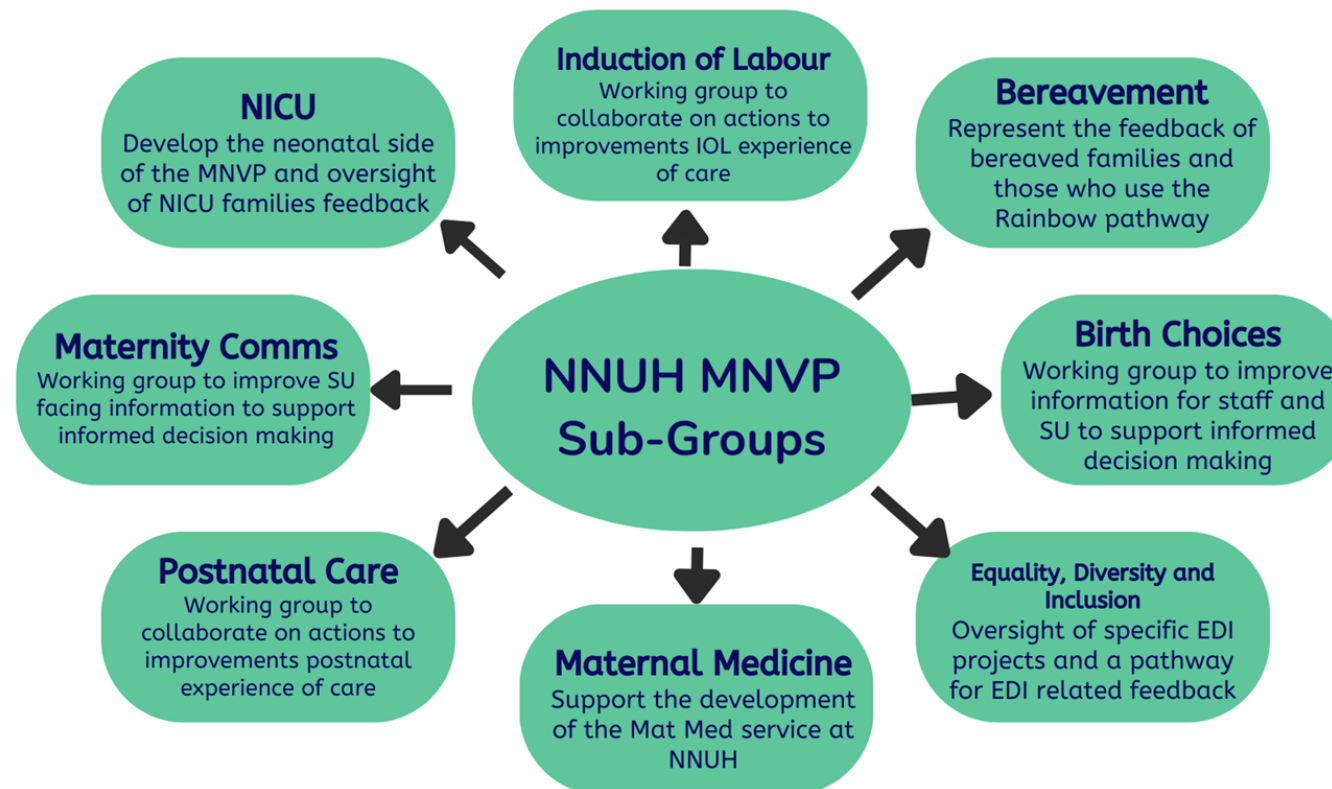 Induction of Labour
Working group to
collaborate on actions to
improvements IOL experience
of care
NICU
Develop the neonatal side
of the MNVP and oversight
of NICU families feedback
Bereavement
Represent the feedback of
bereaved families and
those who use the
Rainbow pathway
Maternity Comms
Working group to improve SU
facing information to support
informed decision making
NNUH MNVP
Sub-Groups
Birth Choices
Working group to improve
information for staff and
SU to support informed
decision making
Postnatal Care
Working group to
collaborate on actions to
improvements postnatal
experience of care
Maternal Medicine
Support the development
of the Mat Med service at
NNUH
Equality, Diversity and
Inclusion
Oversight of specific EDI
projects and a pathway
for EDI related feedback